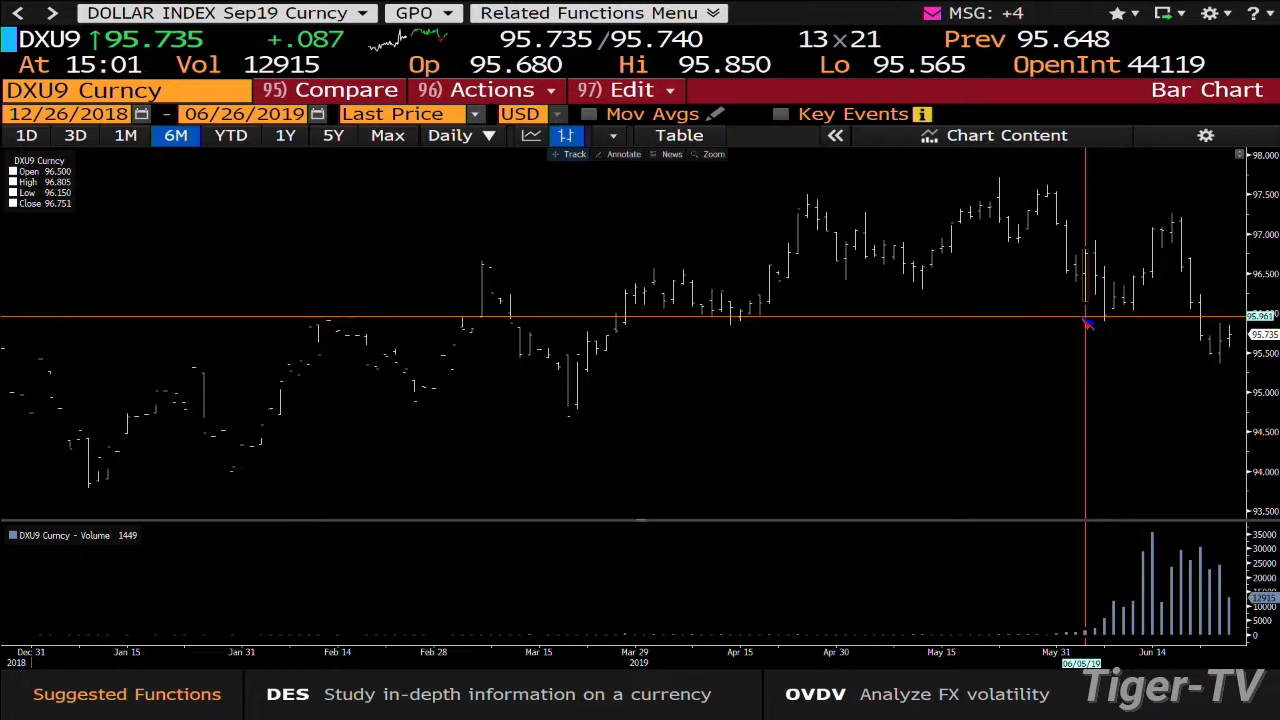 DOLLAR INDEX Sep19 Curncy GPO Related Functions Menu MSG: +4 ?
DXU9 ↑95.735 +.087 95.735/95.740 13x21 Prev 95.648
At 15:01 Vol 12915 Op 95.680 Hi 95.850 Lo 95.565 OpenInt 44119
DXU9 Curncy 95) Compare 96) Actions 97) Edit Bar Chart
12/26/2018 - 06/26/2019 Last Price USD Mov Avgs Key Events
1D 3D 1M 6M YTD 1Y 5Y Max Daily ▼ Table « Chart Content
Track Annotate News Zoom
DXU9 Curncy
Open 96.500
High 96.805
Low 96.150
Close 96.751
98.000
97.500
97.000
96.500
95.961
95.735
95.500
95.000
94.500
94.000
93.500
DXU9 Curncy - Volume 1449
35000
30000
25000
20000
12915
10000
5000
0
Dec 31 Jan 15 Jan 31 Feb 14 Feb 28 Mar 15 Mar 29 Apr 15 Apr 30 May 15 May 31 Jun 14
2018 2019 06/05/19
Suggested Functions DES Study in-depth information on a currency OVDV Analyze FX volatility
Tiger-TV